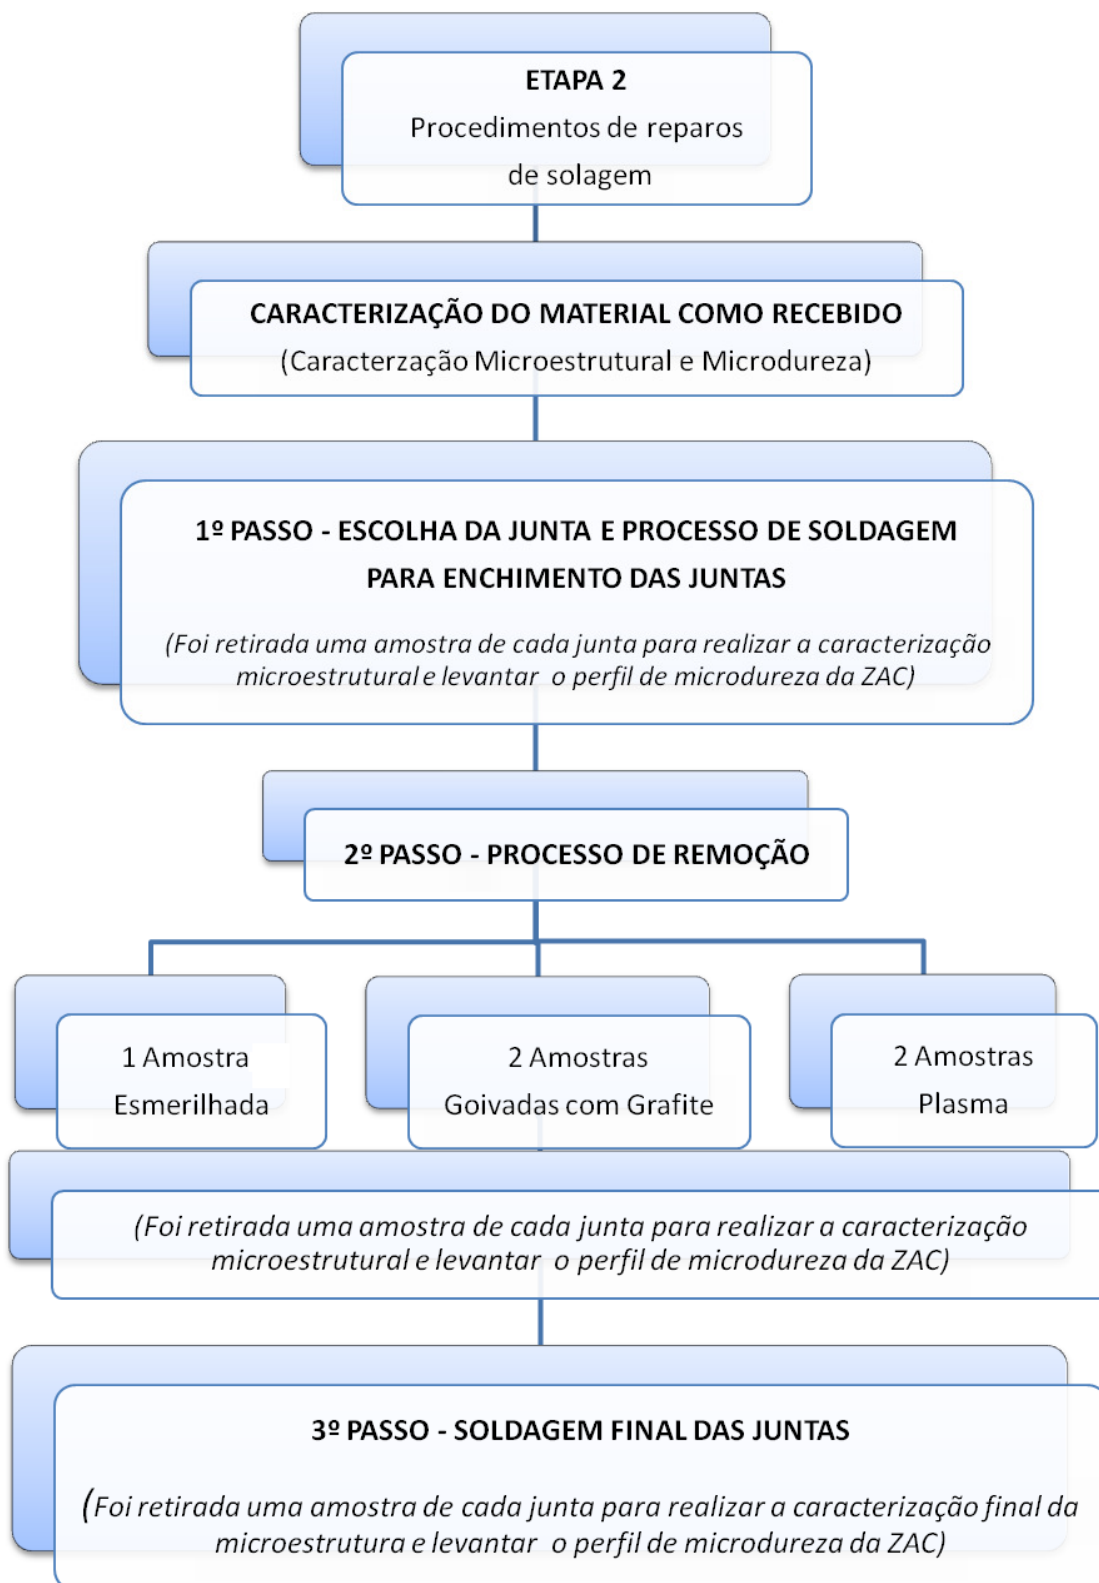 ETAPA 2
Procedimentos de reparos
de solagem
CARACTERIZAÇÃO DO MATERIAL COMO RECEBIDO
(Caracterzação Microestrutural e Microdureza)
1º PASSO - ESCOLHA DA JUNTA E PROCESSO DE SOLDAGEM
PARA ENCHIMENTO DAS JUNTAS
(Foi retirada uma amostra de cada junta para realizar a caracterização
microestrutural e levantar o perfil de microdureza da ZAC)
2º PASSO - PROCESSO DE REMOÇÃO
1 Amostra
Esmerilhada
2 Amostras
Goivadas com Grafite
2 Amostras
Plasma
(Foi retirada uma amostra de cada junta para realizar a caracterização
microestrutural e levantar o perfil de microdureza da ZAC)
3º PASSO - SOLDAGEM FINAL DAS JUNTAS
(Foi retirada uma amostra de cada junta para realizar a caracterização final da
microestrutura e levantar o perfil de microdureza da ZAC)